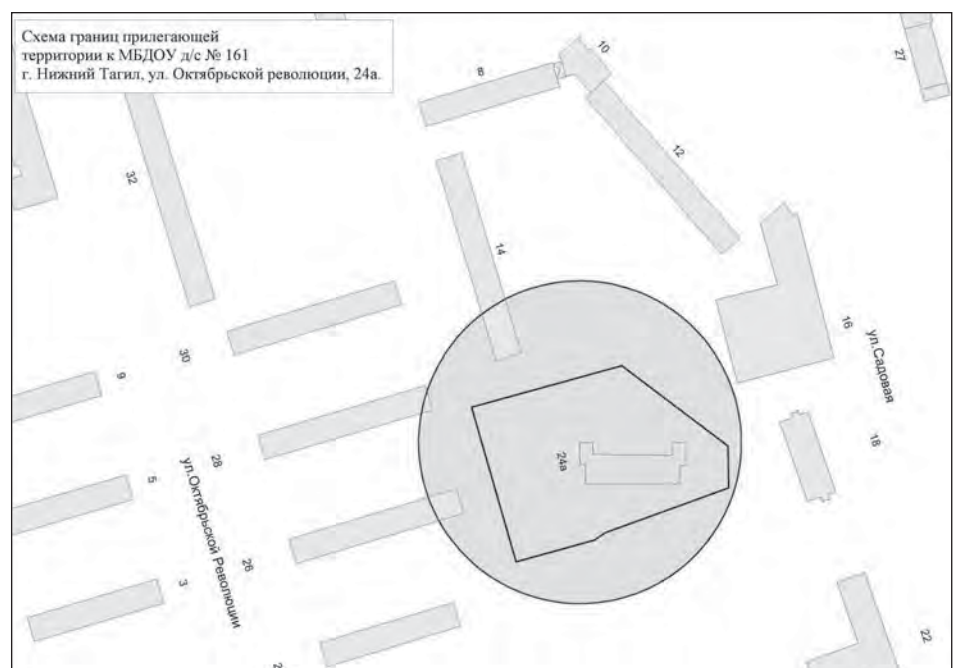 Схема границ прилегающей
территории к МБДОУ д/с № 161
г. Нижний Тагил, ул. Октябрьской революции, 24а.
10
27
8
12
32
14
16
ул.Садовая
30
9
18
28
24а
5
ул.Октябрьской Революции
26
3
22